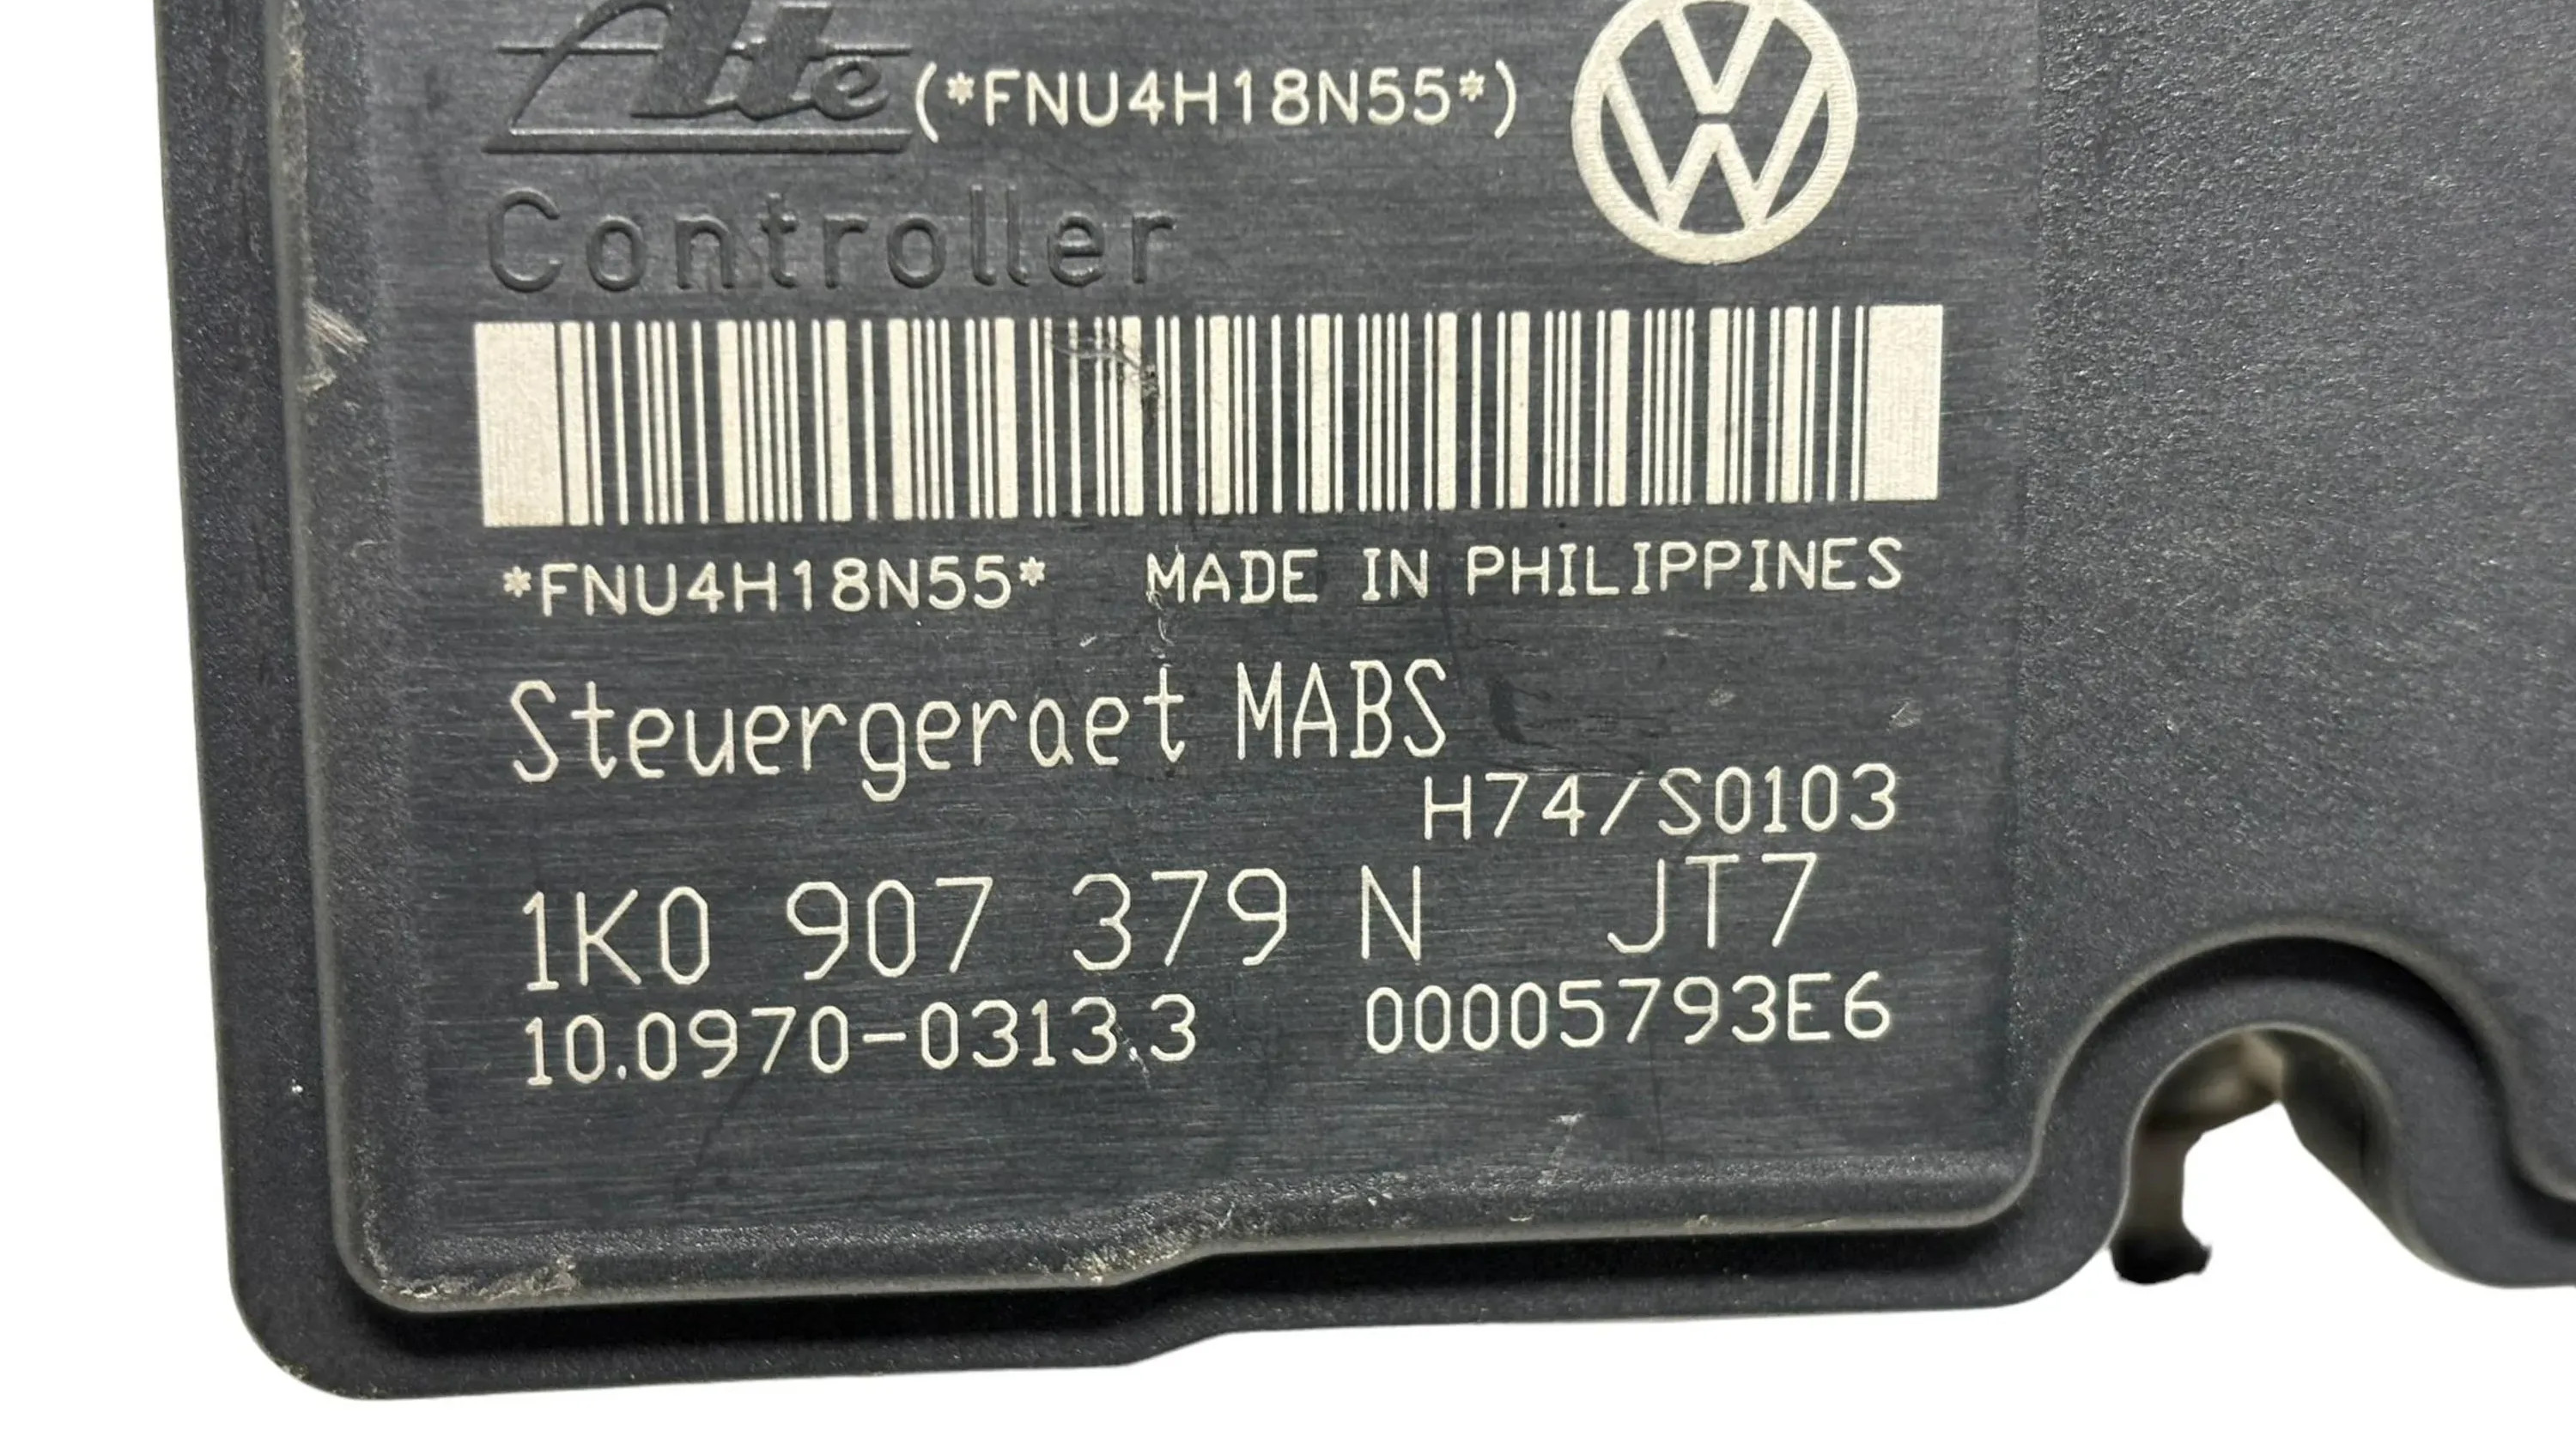 Ate (*FNU4H18N55*)
Controller
*FNU4H18N55* MADE IN PHILIPPINES
Steuergeraet MABS
H74/S0103
1K0 907 379 N JT7
10.0970-0313.3 00005793E6